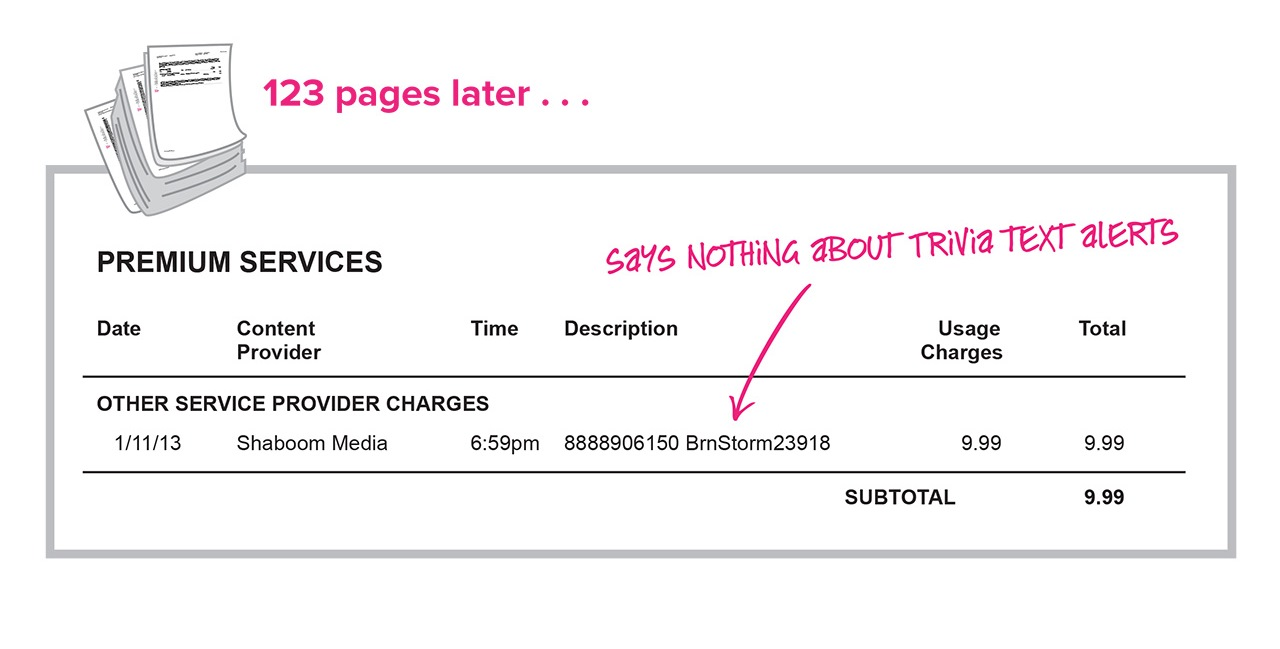 123 pages later . . .
SAYS NOTHING ABOUT TRIVIA TEXT ALERTS
PREMIUM SERVICES
Date Content Provider Time Description Usage Charges Total
OTHER SERVICE PROVIDER CHARGES
1/11/13 Shaboom Media 6:59pm 8888906150 BrnStorm23918 9.99 9.99
SUBTOTAL 9.99